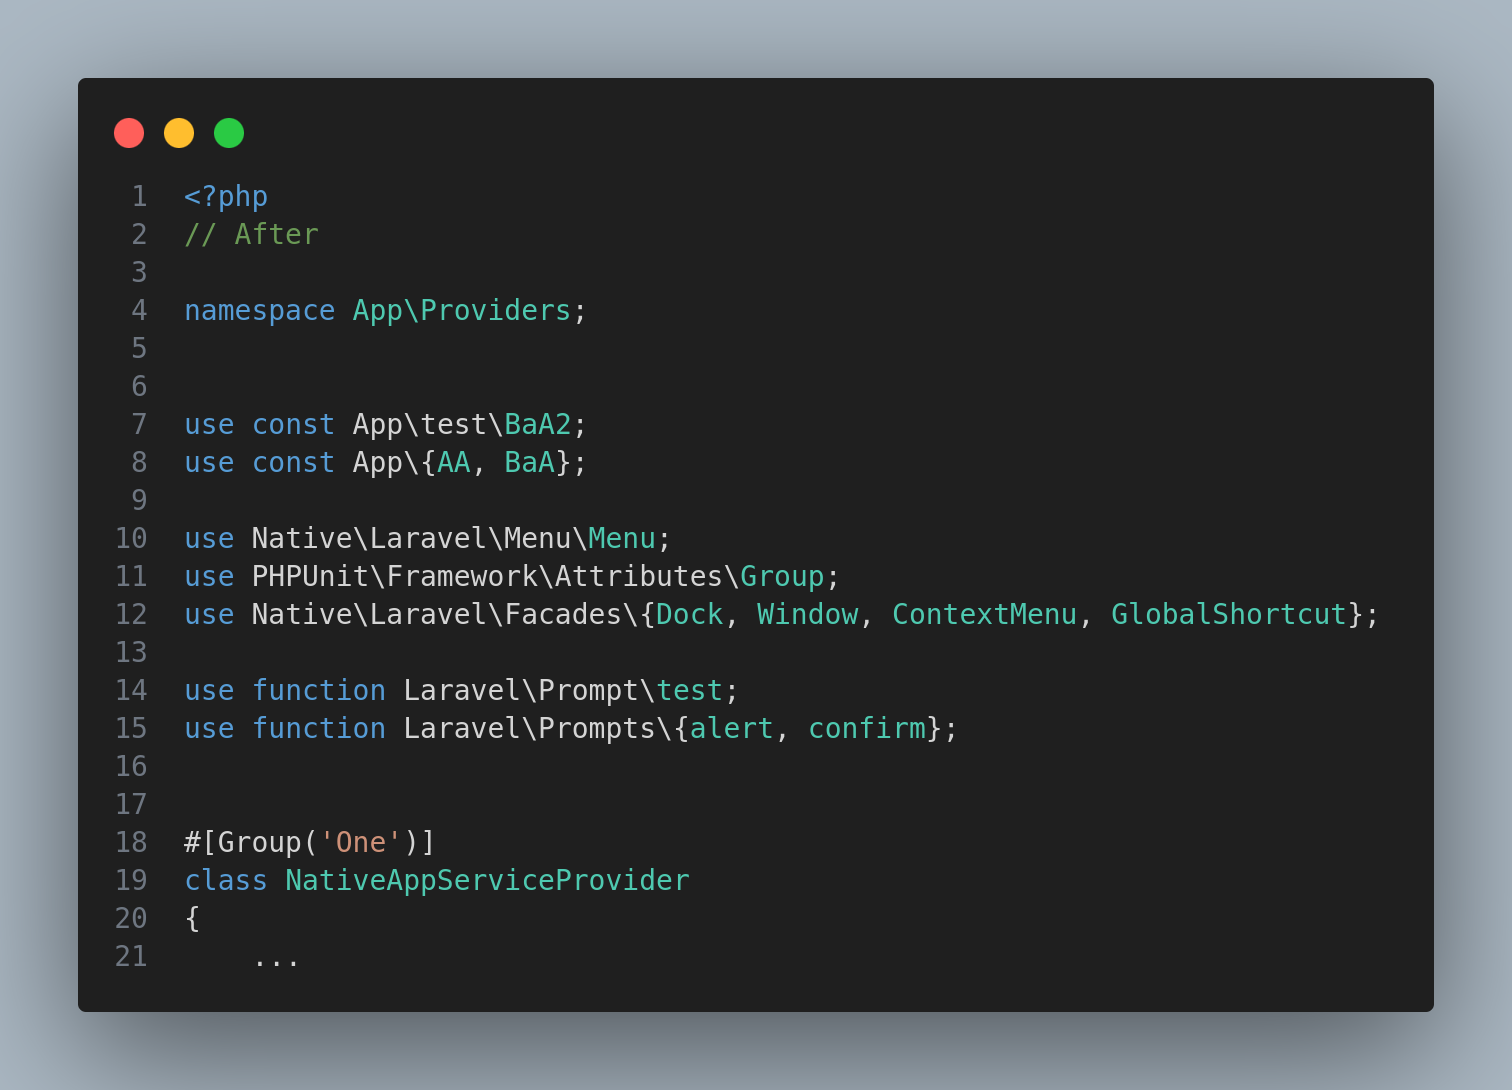 1 <?php
2 // After
3
4 namespace App\Providers;
5
6
7 use const App\test\BaA2;
8 use const App\{AA, BaA};
9
10 use Native\Laravel\Menu\Menu;
11 use PHPUnit\Framework\Attributes\Group;
12 use Native\Laravel\Facades\{Dock, Window, ContextMenu, GlobalShortcut};
13
14 use function Laravel\Prompt\test;
15 use function Laravel\Prompts\{alert, confirm};
16
17
18 #[Group('One')]
19 class NativeAppServiceProvider
20 {
21     ...